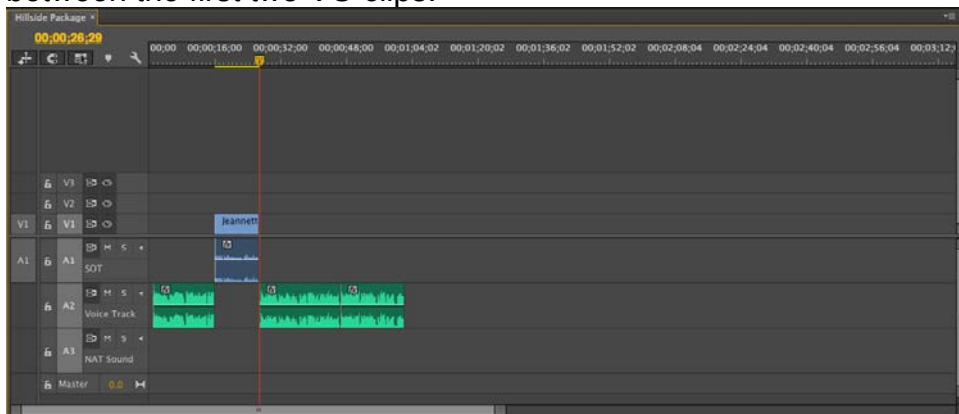 between the first two VO clips.
Hillside Package ×
00;00;26;29
00;00 00;00;16;00 00;00;32;00 00;00;48;00 00;01;04;02 00;01;20;02 00;01;36;02 00;01;52;02 00;02;08;04 00;02;24;04 00;02;40;04 00;02;56;04 00;03;12;
V3
V2
V1 V1 Jeannett
M S
A1 A1
SOT
M S
A2
Voice Track
M S
A3
NAT Sound
Master 0.0